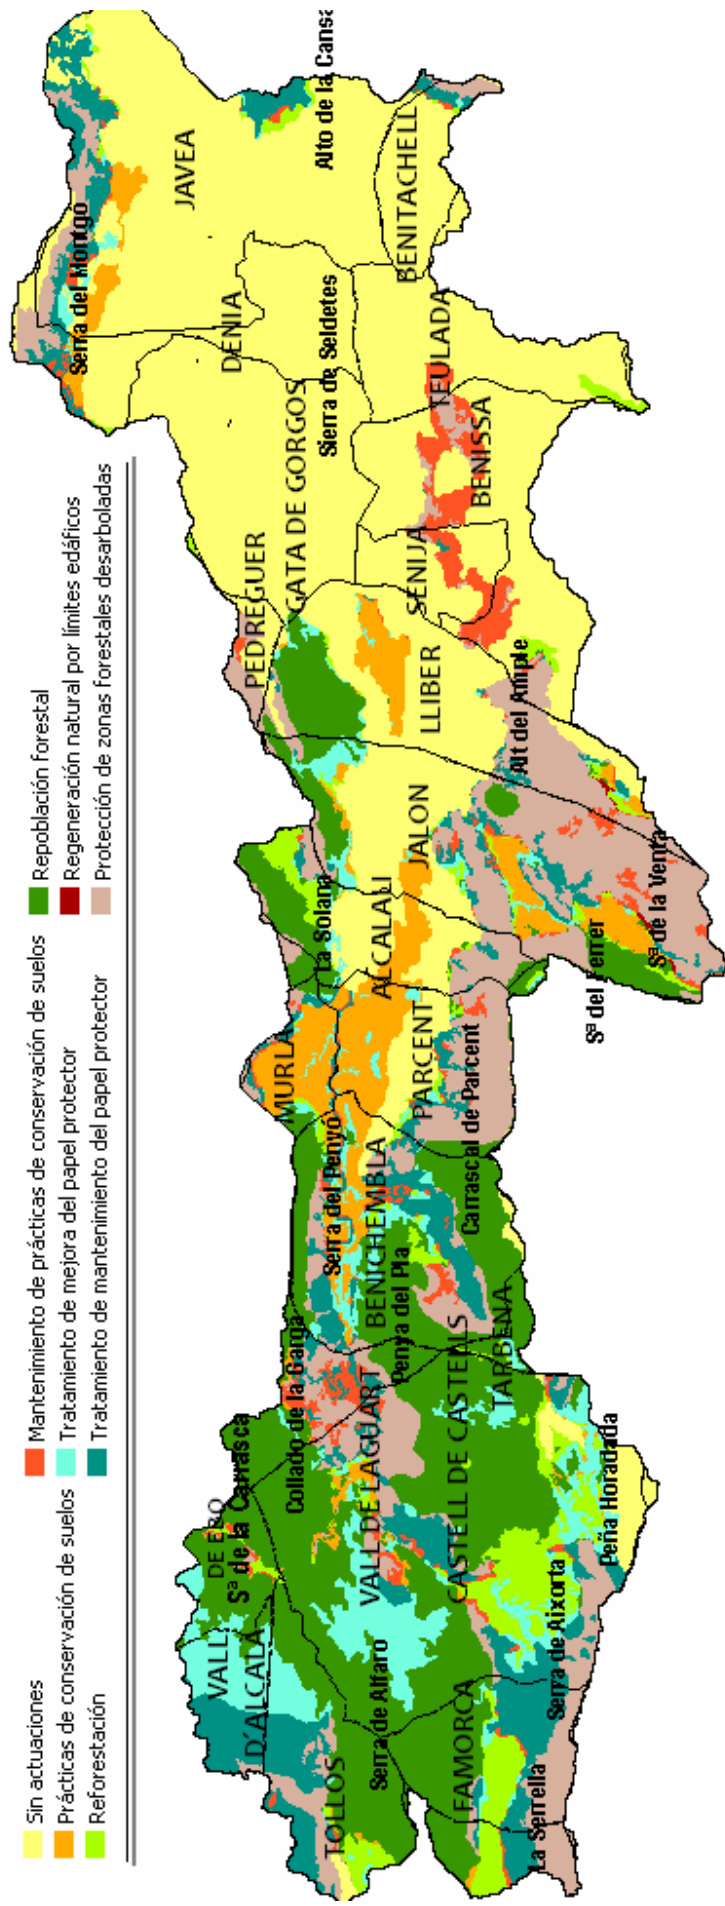 Sin actuaciones
Prácticas de conservación de suelos
Reforestación
Mantenimiento de prácticas de conservación de suelos
Tratamiento de mejora del papel protector
Tratamiento de mantenimiento del papel protector
Repoblación forestal
Regeneración natural por límites edáficos
Protección de zonas forestales desarboladas
VALL
D'ALCALA
DE EBO
Sª de la Carrasca
TOLLOS
Serra de Alfaro
FAMORCA
La Serrella
Serra de Aixorta
Peña Horadada
Collado de la Garga
VALL DE LAGUART
CASTELL DE CASTELLS
TARBENA
Penya del Pla
BENICHEMBLA
Serra del Penyo
Carrascal de Parcent
MURLA
PARCENT
ALCALALI
La Solana
JALON
Sª del Ferrer
Sª de la Venta
Alt del Ample
LLIBER
PEDREGUER
GATA DE GORGOS
SENIJA
BENISSA
TEULADA
Sierra de Seldetes
DENIA
Serra del Montgó
JAVEA
BENITACHELL
Alto de la Cansa